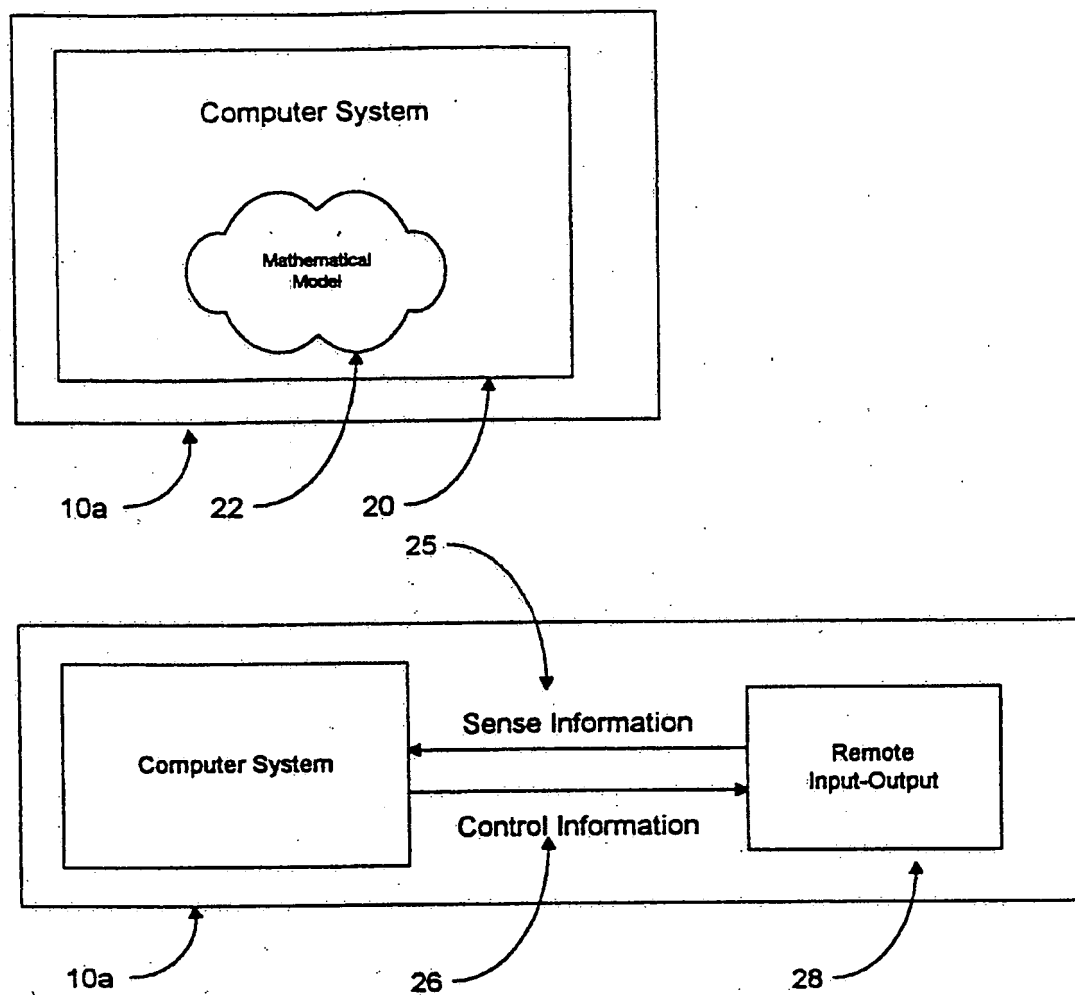 Computer System
Mathematical
Model
10a
22
20
25
Sense Information
Computer System
Remote
Input-Output
Control Information
10a
26
28